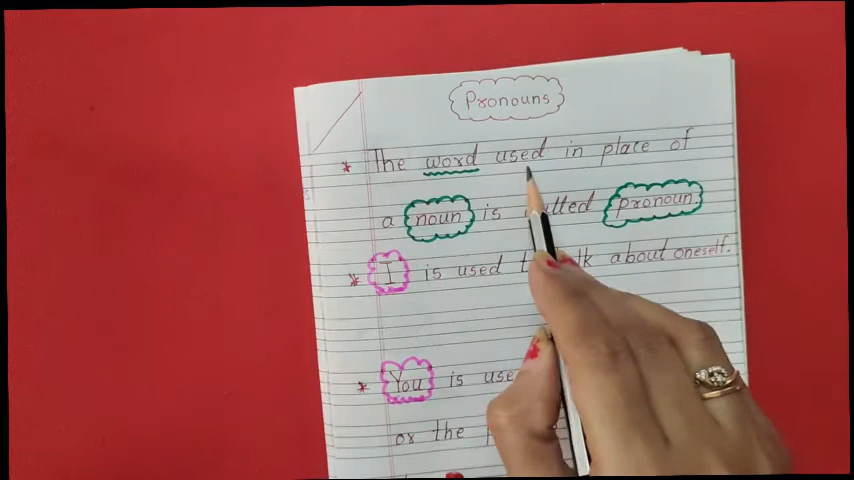 Pronouns
* The word used in place of
a noun is called pronoun.
* I is used talk about oneself.
* You is use
or the